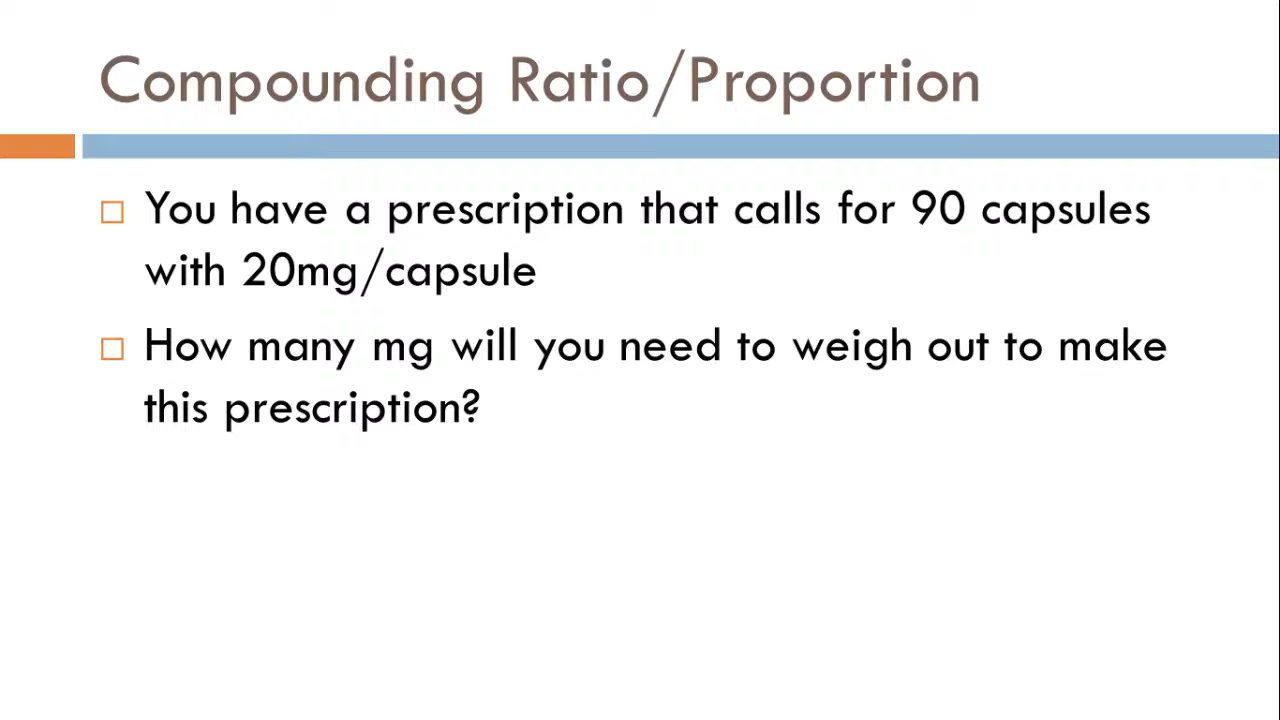 Compounding Ratio/Proportion
You have a prescription that calls for 90 capsules
with 20mg/capsule
How many mg will you need to weigh out to make
this prescription?